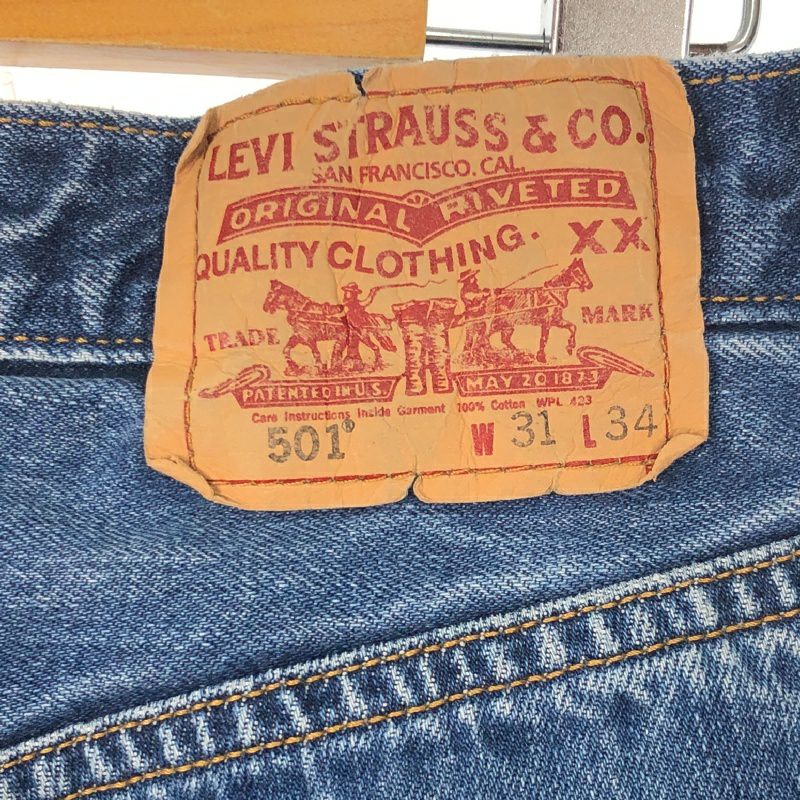 LEVI STRAUSS & CO.
SAN FRANCISCO. CAL.
ORIGINAL RIVETED
QUALITY CLOTHING. XX
TRADE MARK
PATENTED IN U.S. MAY 20 1873
Care Instructions Inside Garment 100% Cotton WPL 423
501® W 31 L 34